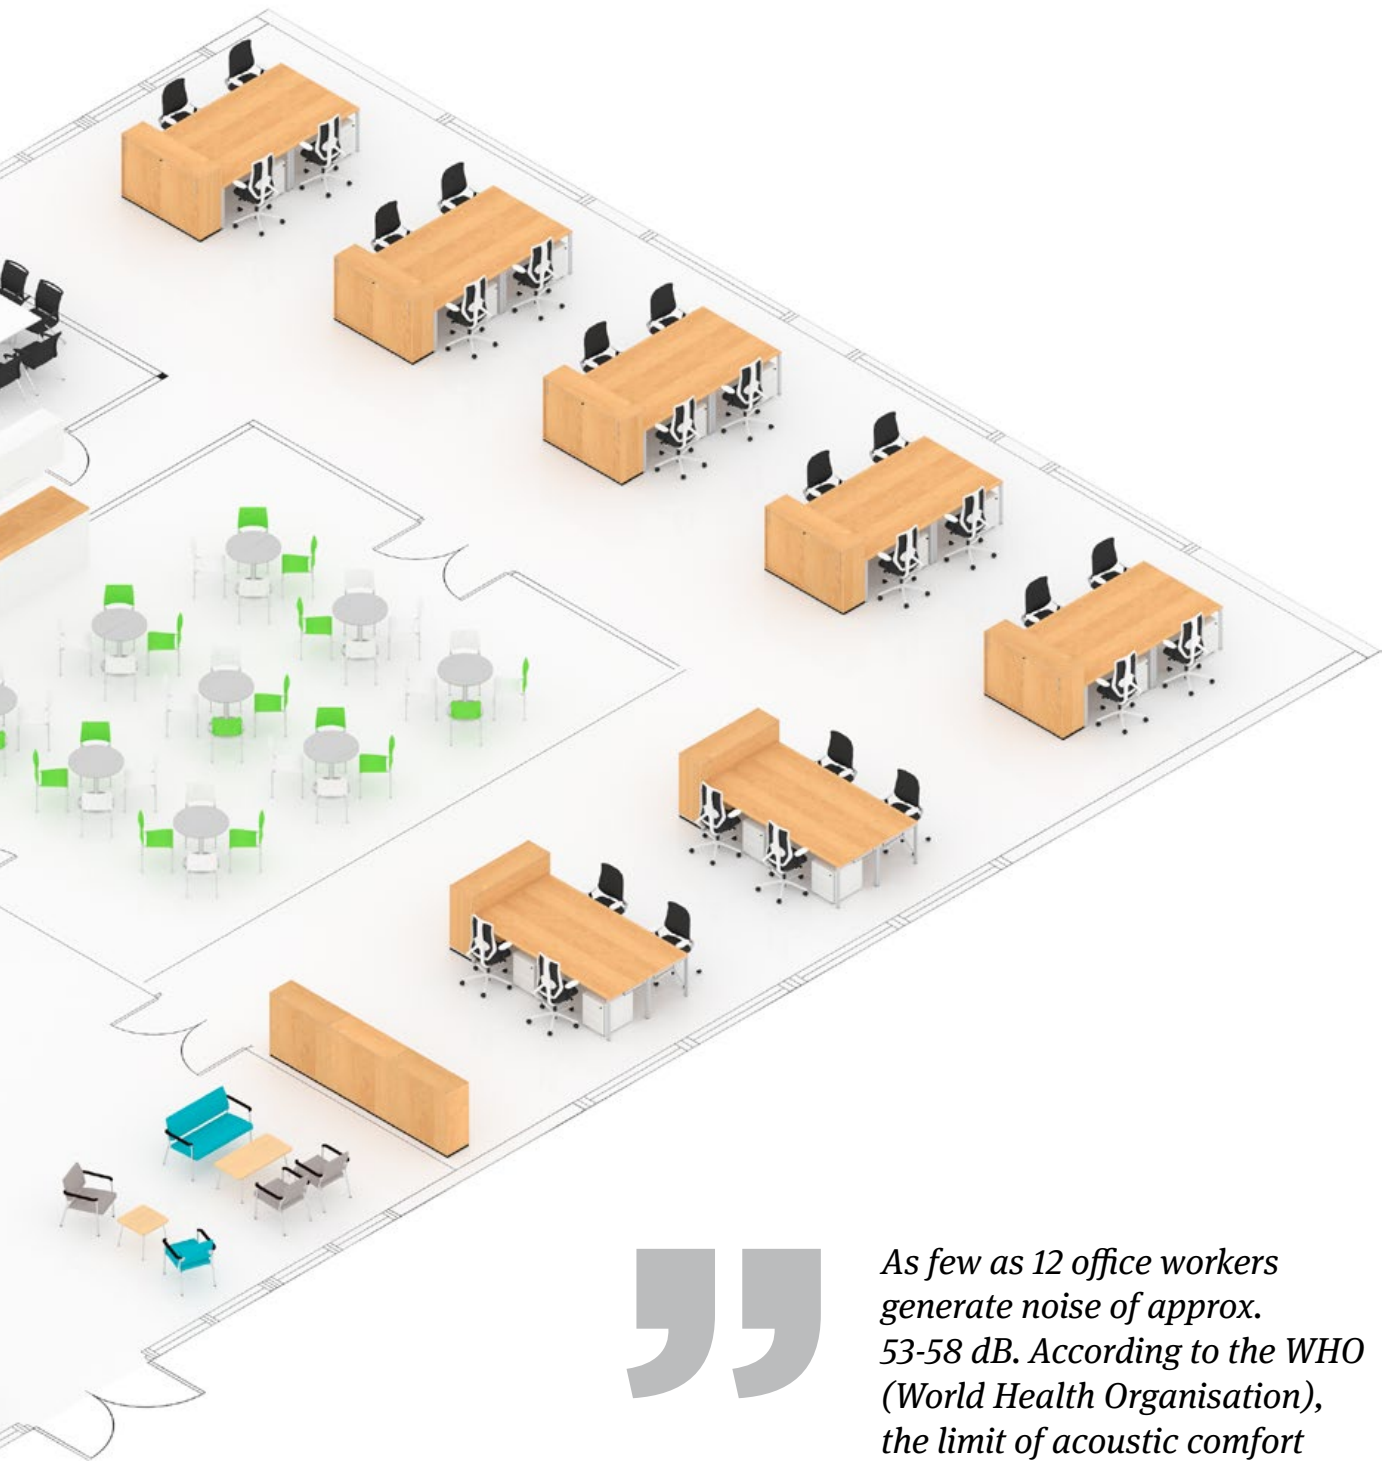 As few as 12 office workers
generate noise of approx.
53-58 dB. According to the WHO
(World Health Organisation),
the limit of acoustic comfort